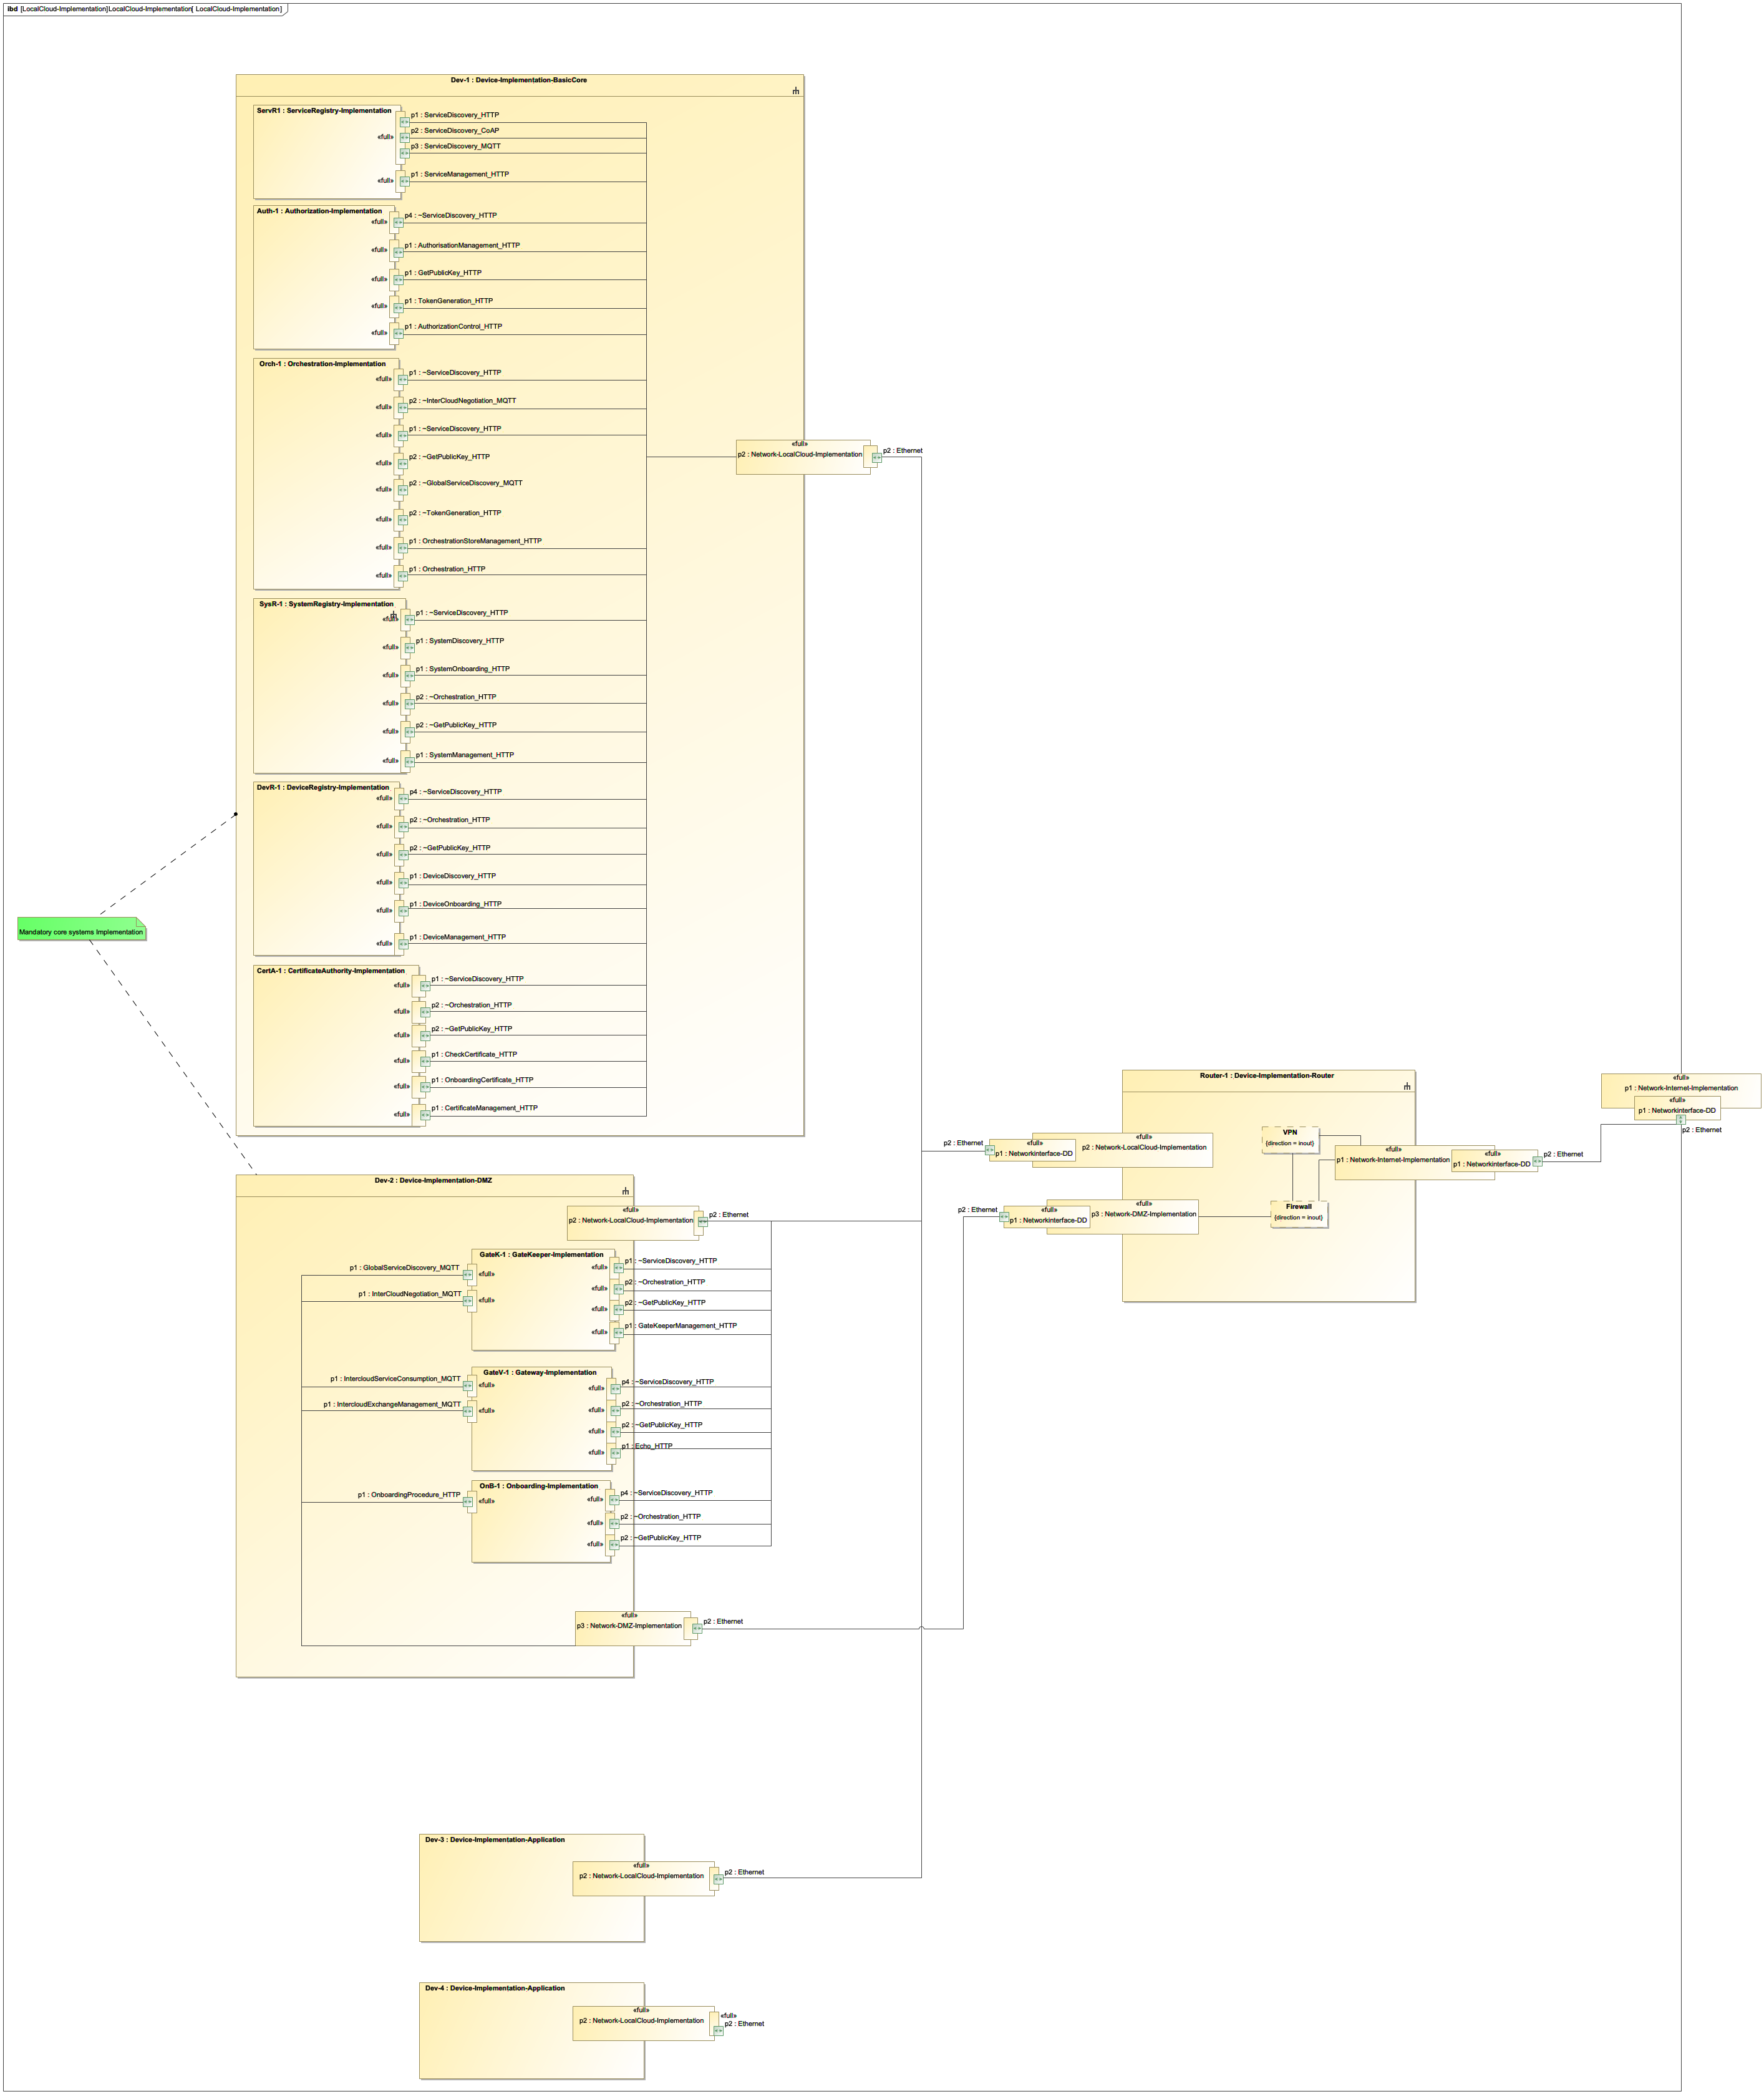 ibd [LocalCloud-Implementation]LocalCloud-Implementation[ LocalCloud-Implementation]
Dev-1 : Device-Implementation-BasicCore
ServR1 : ServiceRegistry-Implementation
p1 : ServiceDiscovery_HTTP
p2 : ServiceDiscovery_CoAP
«full»
p3 : ServiceDiscovery_MQTT
p1 : ServiceManagement_HTTP
«full»
Auth-1 : Authorization-Implementation
p4 : ~ServiceDiscovery_HTTP
«full»
p1 : AuthorisationManagement_HTTP
«full»
p1 : GetPublicKey_HTTP
«full»
p1 : TokenGeneration_HTTP
«full»
p1 : AuthorizationControl_HTTP
«full»
Orch-1 : Orchestration-Implementation
p1 : ~ServiceDiscovery_HTTP
«full»
p2 : ~InterCloudNegotiation_MQTT
«full»
p1 : ~ServiceDiscovery_HTTP
«full»
p2 : ~GetPublicKey_HTTP
«full»
p2 : ~GlobalServiceDiscovery_MQTT
«full»
p2 : ~TokenGeneration_HTTP
«full»
p1 : OrchestrationStoreManagement_HTTP
«full»
p1 : Orchestration_HTTP
«full»
«full»
p2 : Network-LocalCloud-Implementation
p2 : Ethernet
SysR-1 : SystemRegistry-Implementation
p1 : ~ServiceDiscovery_HTTP
«full»
p1 : SystemDiscovery_HTTP
«full»
p1 : SystemOnboarding_HTTP
«full»
p2 : ~Orchestration_HTTP
«full»
p2 : ~GetPublicKey_HTTP
«full»
p1 : SystemManagement_HTTP
«full»
DevR-1 : DeviceRegistry-Implementation
p4 : ~ServiceDiscovery_HTTP
«full»
p2 : ~Orchestration_HTTP
«full»
p2 : ~GetPublicKey_HTTP
«full»
p1 : DeviceDiscovery_HTTP
«full»
p1 : DeviceOnboarding_HTTP
«full»
p1 : DeviceManagement_HTTP
«full»
Mandatory core systems Implementation
CertA-1 : CertificateAuthority-Implementation
p1 : ~ServiceDiscovery_HTTP
«full»
p2 : ~Orchestration_HTTP
«full»
p2 : ~GetPublicKey_HTTP
«full»
p1 : CheckCertificate_HTTP
«full»
p1 : OnboardingCertificate_HTTP
«full»
p1 : CertificateManagement_HTTP
«full»
Router-1 : Device-Implementation-Router
«full»
p1 : Network-Internet-Implementation
«full»
p1 : Networkinterface-DD
p2 : Ethernet
VPN
{direction = inout}
p2 : Ethernet
«full»
p1 : Networkinterface-DD
«full»
p2 : Network-LocalCloud-Implementation
«full»
p1 : Network-Internet-Implementation
«full»
p1 : Networkinterface-DD
p2 : Ethernet
Firewall
{direction = inout}
p2 : Ethernet
«full»
p1 : Networkinterface-DD
«full»
p3 : Network-DMZ-Implementation
Dev-2 : Device-Implementation-DMZ
«full»
p2 : Network-LocalCloud-Implementation
p2 : Ethernet
GateK-1 : GateKeeper-Implementation
p1 : GlobalServiceDiscovery_MQTT
«full»
p1 : InterCloudNegotiation_MQTT
«full»
p1 : ~ServiceDiscovery_HTTP
«full»
p2 : ~Orchestration_HTTP
«full»
p2 : ~GetPublicKey_HTTP
«full»
p1 : GateKeeperManagement_HTTP
«full»
GateV-1 : Gateway-Implementation
p1 : IntercloudServiceConsumption_MQTT
«full»
p1 : IntercloudExchangeManagement_MQTT
«full»
p4 : ~ServiceDiscovery_HTTP
«full»
p2 : ~Orchestration_HTTP
«full»
p2 : ~GetPublicKey_HTTP
«full»
p1 : Echo_HTTP
«full»
OnB-1 : Onboarding-Implementation
p1 : OnboardingProcedure_HTTP
«full»
p4 : ~ServiceDiscovery_HTTP
«full»
p2 : ~Orchestration_HTTP
«full»
p2 : ~GetPublicKey_HTTP
«full»
«full»
p3 : Network-DMZ-Implementation
p2 : Ethernet
Dev-3 : Device-Implementation-Application
«full»
p2 : Network-LocalCloud-Implementation
p2 : Ethernet
Dev-4 : Device-Implementation-Application
«full»
p2 : Network-LocalCloud-Implementation
«full»
p2 : Ethernet